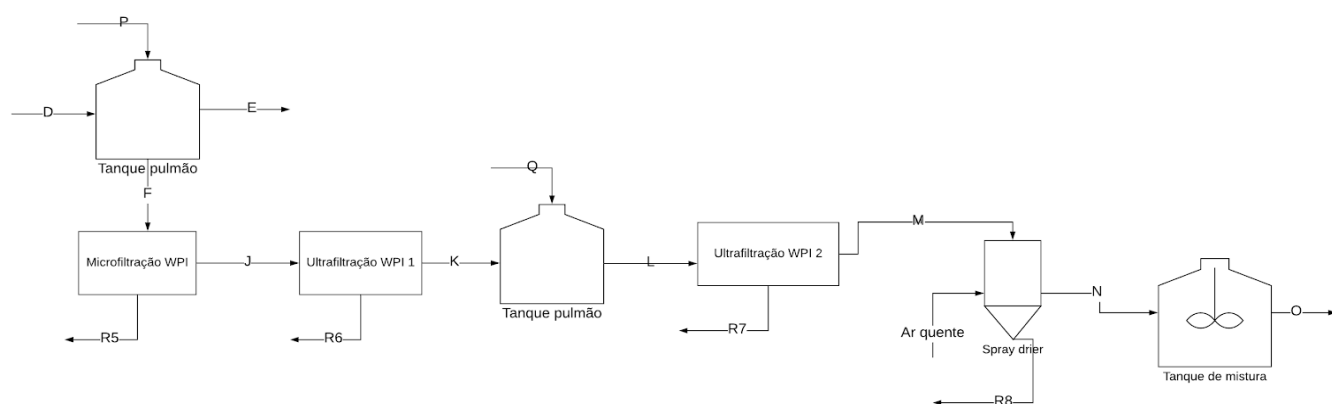 P
D
E
Tanque pulmão
F
Q
M
Microfiltração WPI
J
Ultrafiltração WPI 1
K
L
Ultrafiltração WPI 2
N
O
Tanque pulmão
R5
R6
R7
Ar quente
Spray drier
Tanque de mistura
R8